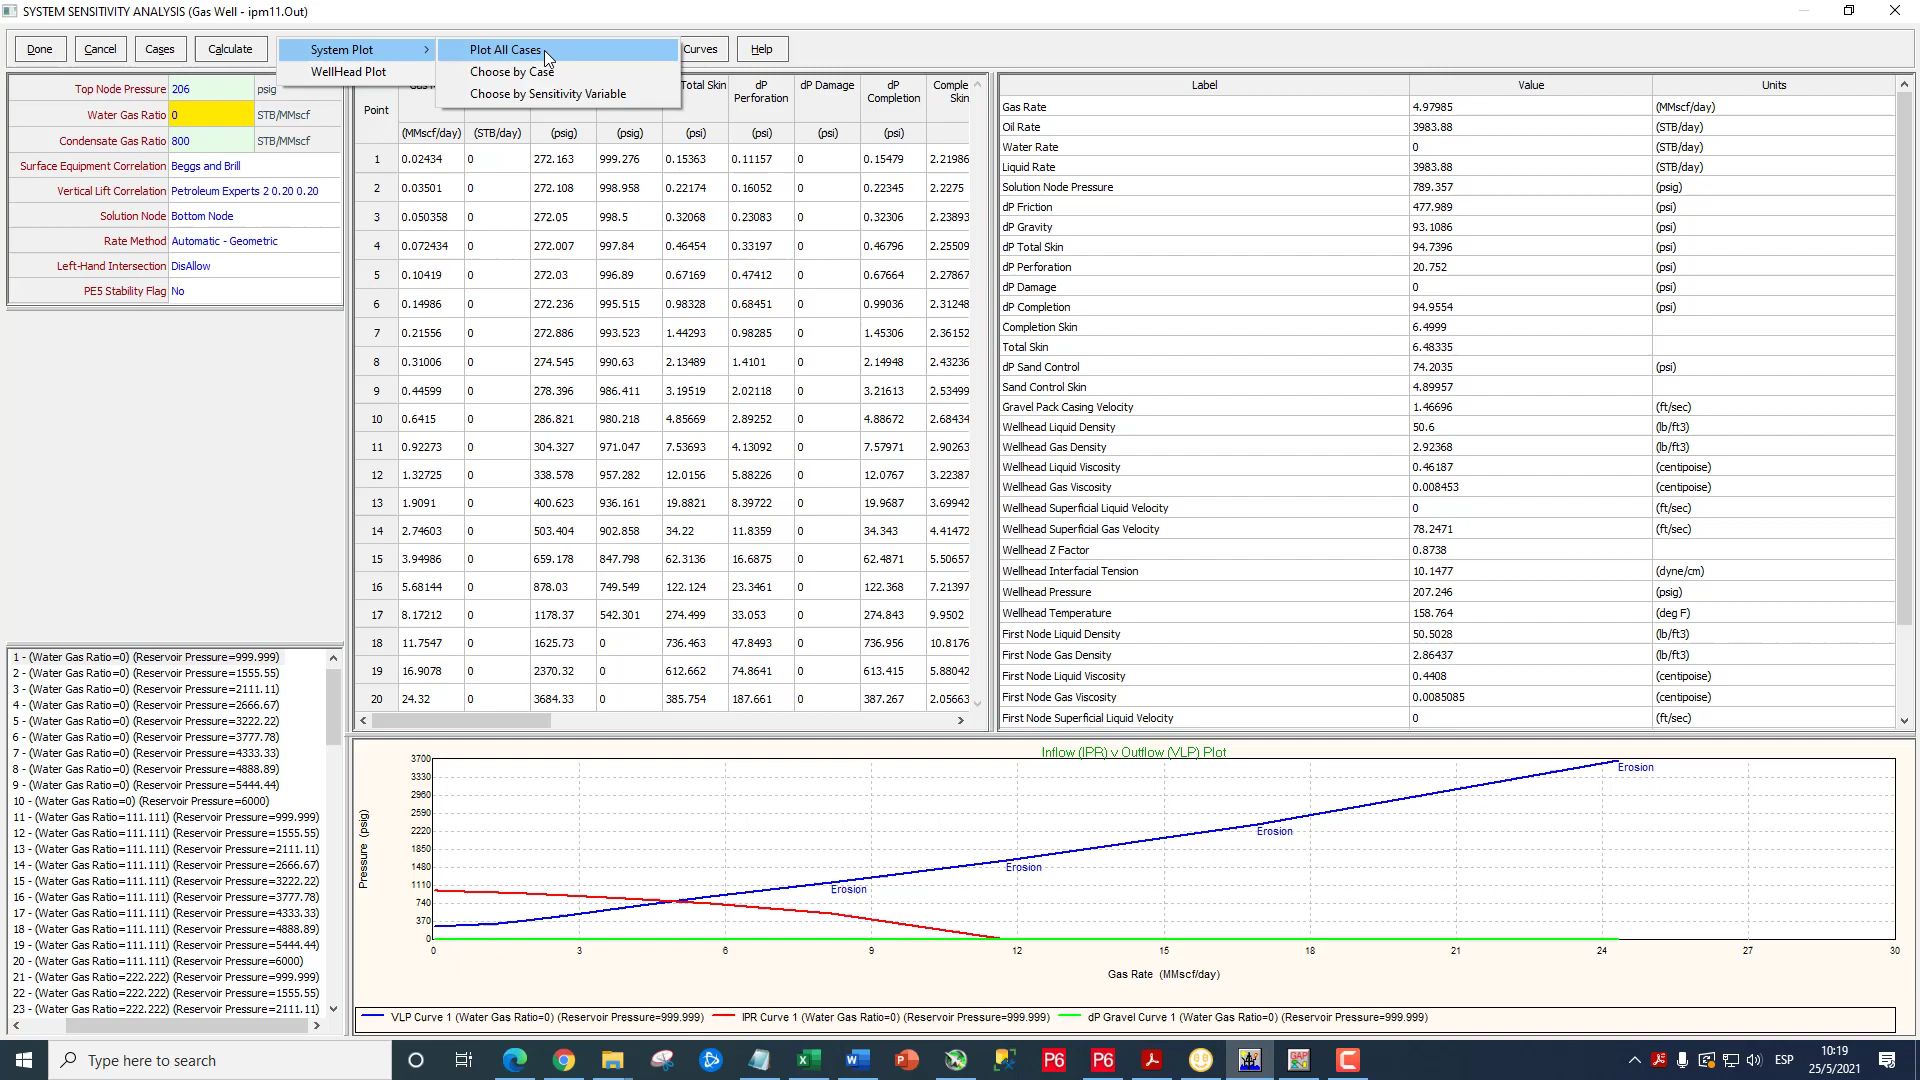 SYSTEM SENSITIVITY ANALYSIS (Gas Well - ipm11.Out)
Done Cancel Cases Calculate System Plot Plot All Cases Curves Help
WellHead Plot Choose by Case
Choose by Sensitivity Variable
Top Node Pressure 206 psig
Water Gas Ratio 0 STB/MMscf
Condensate Gas Ratio 800 STB/MMscf
Surface Equipment Correlation Beggs and Brill
Vertical Lift Correlation Petroleum Experts 2 0.20 0.20
Solution Node Bottom Node
Rate Method Automatic - Geometric
Left-Hand Intersection DisAllow
PE5 Stability Flag No
Point Total Skin dP Perforation dP Damage dP Completion Comple Skin
(MMscf/day) (STB/day) (psig) (psig) (psi) (psi) (psi) (psi)
1 0.02434 0 272.163 999.276 0.15363 0.11157 0 0.15479 2.21986
2 0.03501 0 272.108 998.958 0.22174 0.16052 0 0.22345 2.2275
3 0.050358 0 272.05 998.5 0.32068 0.23083 0 0.32306 2.23893
4 0.072434 0 272.007 997.84 0.46454 0.33197 0 0.46796 2.25509
5 0.10419 0 272.03 996.89 0.67169 0.47412 0 0.67664 2.27867
6 0.14986 0 272.236 995.515 0.98328 0.68451 0 0.99036 2.31248
7 0.21556 0 272.886 993.523 1.44293 0.98285 0 1.45306 2.36152
8 0.31006 0 274.545 990.63 2.13489 1.4101 0 2.14948 2.43236
9 0.44599 0 278.396 986.411 3.19519 2.02118 0 3.21613 2.53499
10 0.6415 0 286.821 980.218 4.85669 2.89252 0 4.88672 2.68434
11 0.92273 0 304.327 971.047 7.53693 4.13092 0 7.57971 2.90263
12 1.32725 0 338.578 957.282 12.0156 5.88226 0 12.0767 3.22387
13 1.9091 0 400.623 936.161 19.8821 8.39722 0 19.9687 3.69942
14 2.74603 0 503.404 902.858 34.22 11.8359 0 34.343 4.41472
15 3.94986 0 659.178 847.798 62.3136 16.6875 0 62.4871 5.50657
16 5.68144 0 878.03 749.549 122.124 23.3461 0 122.368 7.21397
17 8.17212 0 1178.37 542.301 274.499 33.053 0 274.843 9.9502
18 11.7547 0 1625.73 0 736.463 47.8493 0 736.956 10.8176
19 16.9078 0 2370.32 0 612.662 74.8641 0 613.415 5.88042
20 24.32 0 3684.33 0 385.754 187.661 0 387.267 2.05663
Label Value Units
Gas Rate 4.97985 (MMscf/day)
Oil Rate 3983.88 (STB/day)
Water Rate 0 (STB/day)
Liquid Rate 3983.88 (STB/day)
Solution Node Pressure 789.357 (psig)
dP Friction 477.989 (psi)
dP Gravity 93.1086 (psi)
dP Total Skin 94.7396 (psi)
dP Perforation 20.752 (psi)
dP Damage 0 (psi)
dP Completion 94.9554 (psi)
Completion Skin 6.4999
Total Skin 6.48335
dP Sand Control 74.2035 (psi)
Sand Control Skin 4.89957
Gravel Pack Casing Velocity 1.46696 (ft/sec)
Wellhead Liquid Density 50.6 (lb/ft3)
Wellhead Gas Density 2.92368 (lb/ft3)
Wellhead Liquid Viscosity 0.46187 (centipoise)
Wellhead Gas Viscosity 0.008453 (centipoise)
Wellhead Superficial Liquid Velocity 0 (ft/sec)
Wellhead Superficial Gas Velocity 78.2471 (ft/sec)
Wellhead Z Factor 0.8738
Wellhead Interfacial Tension 10.1477 (dyne/cm)
Wellhead Pressure 207.246 (psig)
Wellhead Temperature 158.764 (deg F)
First Node Liquid Density 50.5028 (lb/ft3)
First Node Gas Density 2.86437 (lb/ft3)
First Node Liquid Viscosity 0.4408 (centipoise)
First Node Gas Viscosity 0.0085085 (centipoise)
First Node Superficial Liquid Velocity 0 (ft/sec)
1 - (Water Gas Ratio=0) (Reservoir Pressure=999.999)
2 - (Water Gas Ratio=0) (Reservoir Pressure=1555.55)
3 - (Water Gas Ratio=0) (Reservoir Pressure=2111.11)
4 - (Water Gas Ratio=0) (Reservoir Pressure=2666.67)
5 - (Water Gas Ratio=0) (Reservoir Pressure=3222.22)
6 - (Water Gas Ratio=0) (Reservoir Pressure=3777.78)
7 - (Water Gas Ratio=0) (Reservoir Pressure=4333.33)
8 - (Water Gas Ratio=0) (Reservoir Pressure=4888.89)
9 - (Water Gas Ratio=0) (Reservoir Pressure=5444.44)
10 - (Water Gas Ratio=0) (Reservoir Pressure=6000)
11 - (Water Gas Ratio=111.111) (Reservoir Pressure=999.999)
12 - (Water Gas Ratio=111.111) (Reservoir Pressure=1555.55)
13 - (Water Gas Ratio=111.111) (Reservoir Pressure=2111.11)
14 - (Water Gas Ratio=111.111) (Reservoir Pressure=2666.67)
15 - (Water Gas Ratio=111.111) (Reservoir Pressure=3222.22)
16 - (Water Gas Ratio=111.111) (Reservoir Pressure=3777.78)
17 - (Water Gas Ratio=111.111) (Reservoir Pressure=4333.33)
18 - (Water Gas Ratio=111.111) (Reservoir Pressure=4888.89)
19 - (Water Gas Ratio=111.111) (Reservoir Pressure=5444.44)
20 - (Water Gas Ratio=111.111) (Reservoir Pressure=6000)
21 - (Water Gas Ratio=222.222) (Reservoir Pressure=999.999)
22 - (Water Gas Ratio=222.222) (Reservoir Pressure=1555.55)
23 - (Water Gas Ratio=222.222) (Reservoir Pressure=2111.11)
Inflow (IPR) v Outflow (VLP) Plot
Pressure (psig)
3700
3330
2960
2590
2220
1850
1480
1110
740
370
0
Erosion
Erosion
Erosion
Erosion
0 3 6 9 12 15 18 21 24 27 30
Gas Rate (MMscf/day)
VLP Curve 1 (Water Gas Ratio=0) (Reservoir Pressure=999.999) IPR Curve 1 (Water Gas Ratio=0) (Reservoir Pressure=999.999) dP Gravel Curve 1 (Water Gas Ratio=0) (Reservoir Pressure=999.999)
Type here to search P6 P6 GAP ESP 10:19
25/5/2021